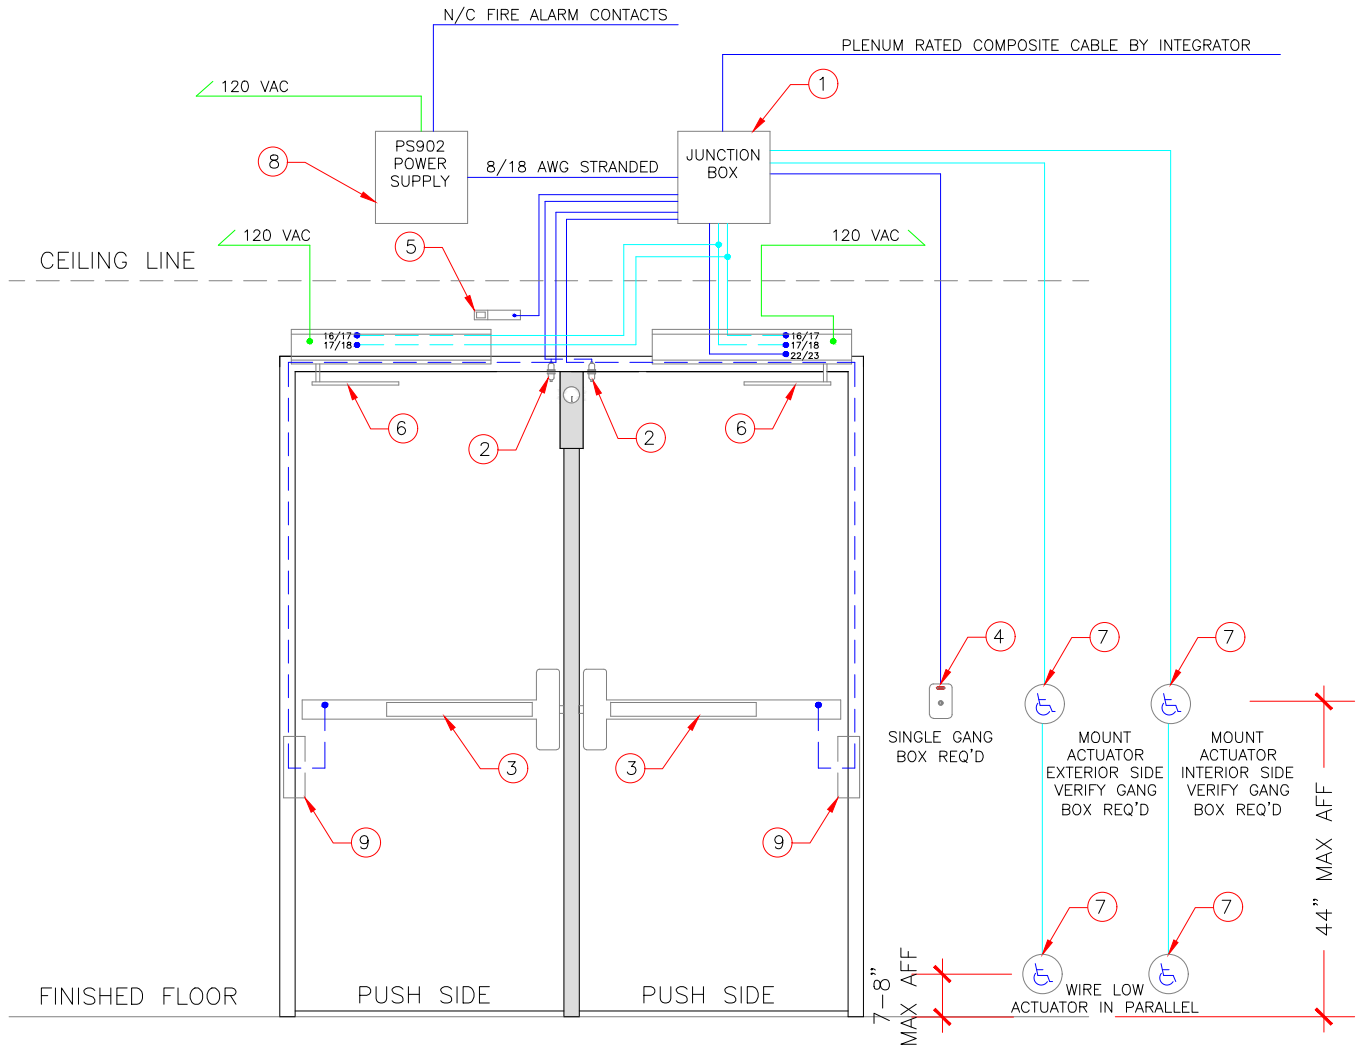 N/C FIRE ALARM CONTACTS
PLENUM RATED COMPOSITE CABLE BY INTEGRATOR
120 VAC
1
PS902
POWER
SUPPLY
8
8/18 AWG STRANDED
JUNCTION
BOX
120 VAC
5
120 VAC
CEILING LINE
16/17
17/18
16/17
17/18
22/23
6
2
2
6
4
7
7
SINGLE GANG
BOX REQ'D
MOUNT
ACTUATOR
EXTERIOR SIDE
VERIFY GANG
BOX REQ'D
MOUNT
ACTUATOR
INTERIOR SIDE
VERIFY GANG
BOX REQ'D
3
3
9
9
44" MAX AFF
7
7
7-8"
MAX AFF
WIRE LOW
ACTUATOR IN PARALLEL
FINISHED FLOOR
PUSH SIDE
PUSH SIDE